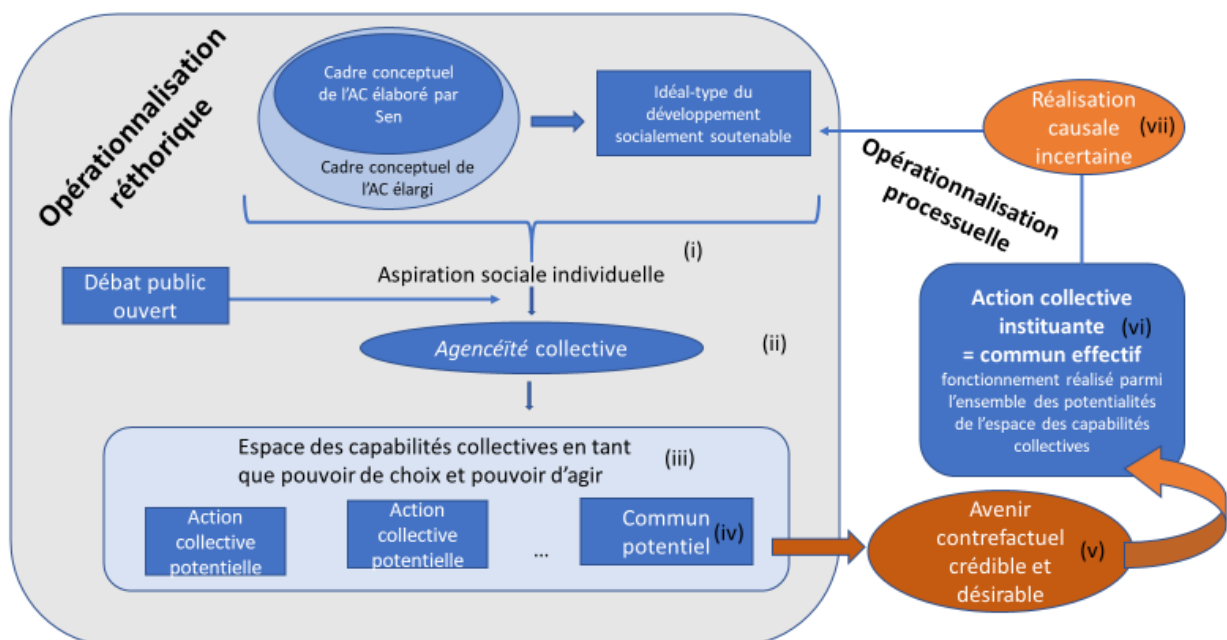 Opérationnalisation
réthorique
Cadre conceptuel
de l'AC élaboré par
Sen
Cadre conceptuel de
l'AC élargi
Idéal-type du
développement
socialement soutenable
Réalisation
causale (vii)
incertaine
Opérationnalisation
processuelle
(i)
Aspiration sociale individuelle
Débat public
ouvert
Agencéïté collective
(ii)
Action collective
instituante (vi)
= commun effectif
fonctionnement réalisé parmi
l'ensemble des potentialités
de l'espace des capabilités
collectives
Espace des capabilités collectives en tant
que pouvoir de choix et pouvoir d'agir
(iii)
Action
collective
potentielle
Action
collective
potentielle
...
Commun
potentiel (iv)
Avenir
contrefactuel
crédible et (v)
désirable